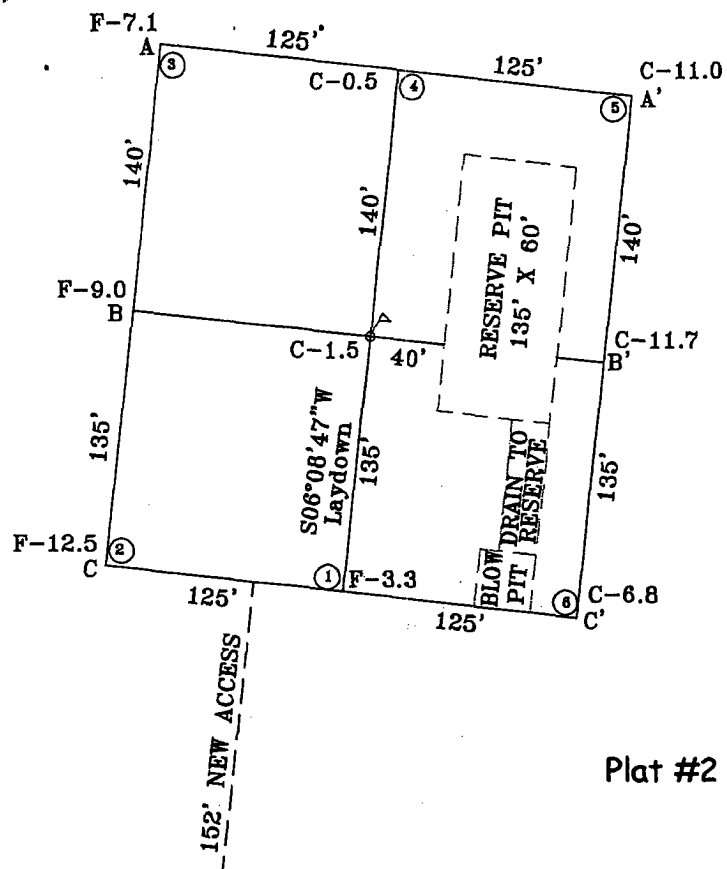 F-7.1
A
125'
③
C-0.5
④
125'
C-11.0
⑤
A'
140'
140'
140'
RESERVE PIT
135' X 60'
F-9.0
B
C-1.5
40'
C-11.7
B'
135'
S06°08'47"W
Laydown
135'
135'
DRAIN TO
RESERVE
BLOW
PIT
F-12.5
②
C
①
F-3.3
125'
125'
⑥
C-6.8
C'
152' NEW ACCESS
Plat #2